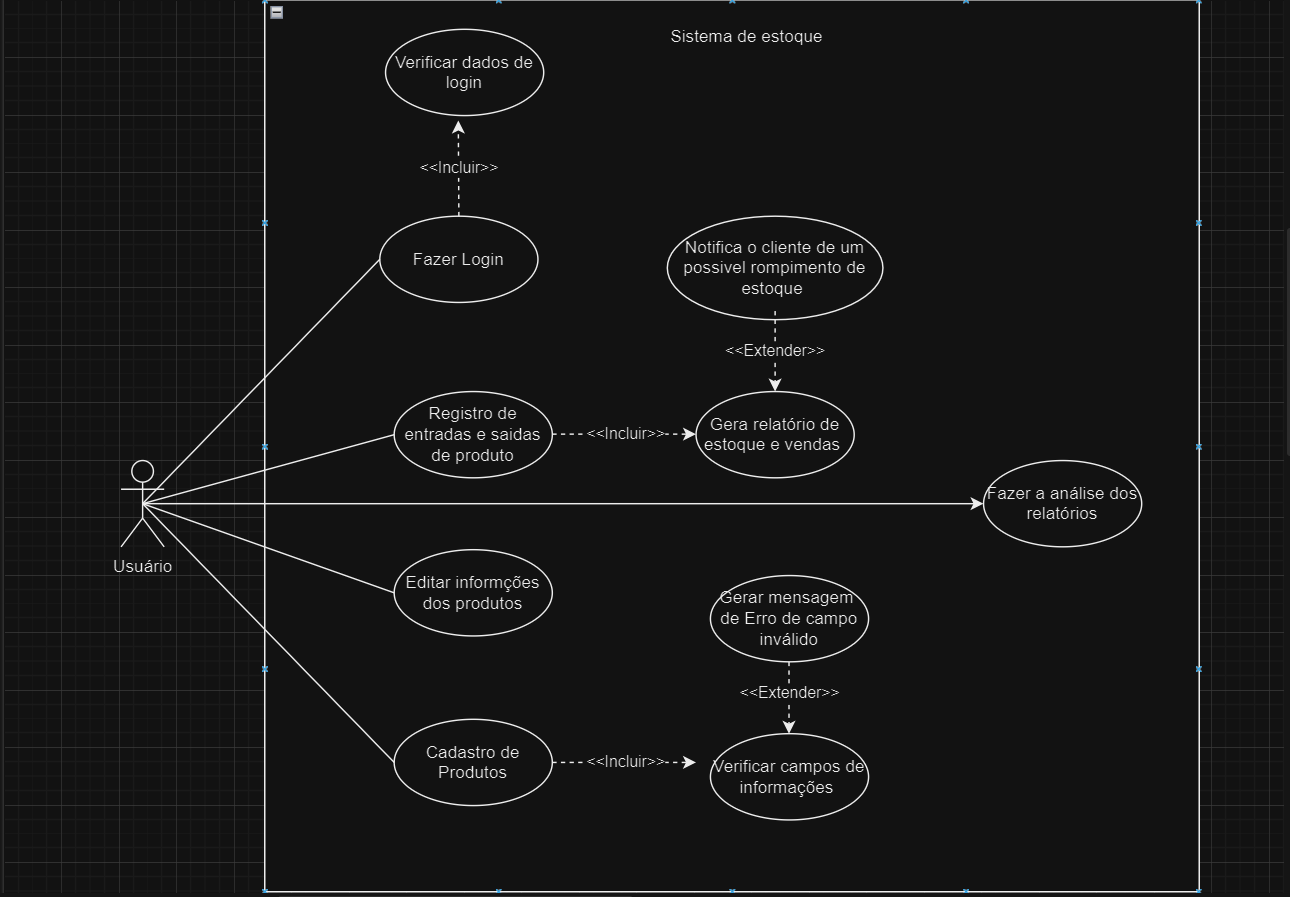 Sistema de estoque
Verificar dados de
login
<<Incluir>>
Fazer Login
Notifica o cliente de um
possivel rompimento de
estoque
<<Extender>>
Registro de
entradas e saidas
de produto
<<Incluir>>
Gera relatório de
estoque e vendas
Fazer a análise dos
relatórios
Usuário
Editar informções
dos produtos
Gerar mensagem
de Erro de campo
inválido
<<Extender>>
Cadastro de
Produtos
<<Incluir>>
Verificar campos de
informações